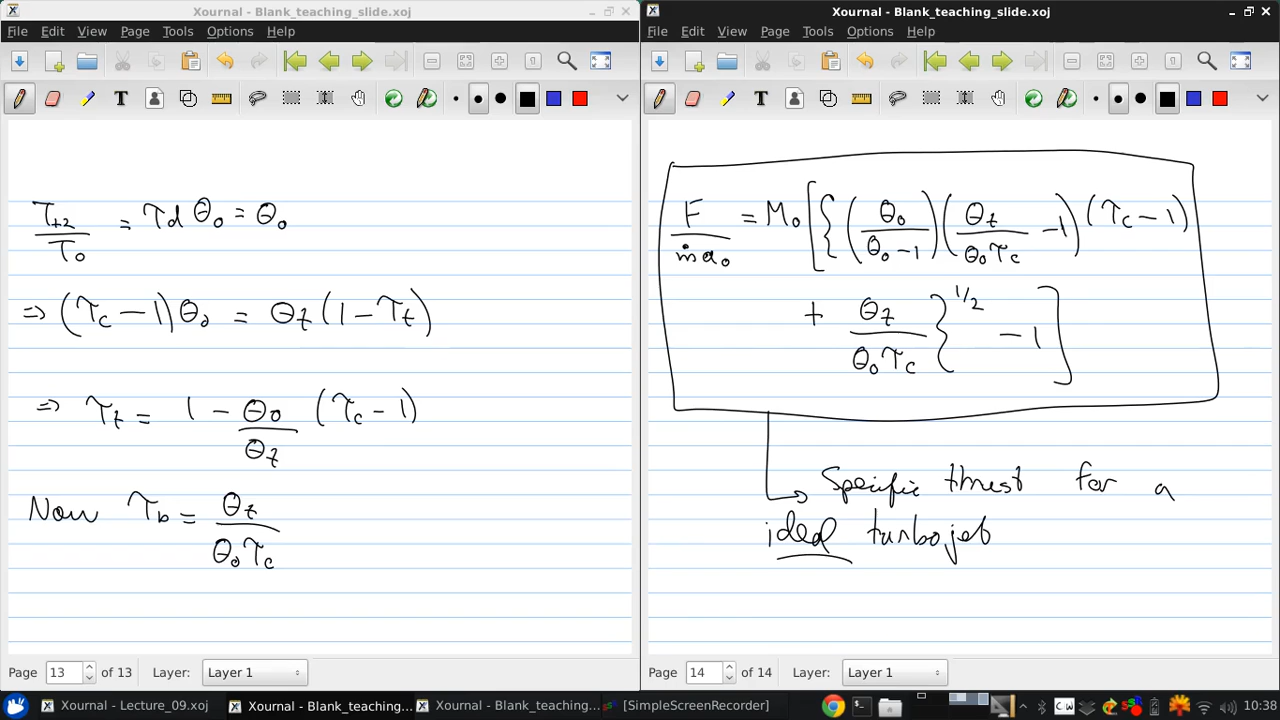 Xournal - Blank_teaching_slide.xoj
File Edit View Page Tools Options Help
T_t2 / T_0 = τ_d θ_0 = θ_0
⇒ (τ_c − 1) θ_0 = θ_t (1 − τ_t)
⇒ τ_t = 1 − θ_0 / θ_t (τ_c − 1)
Now τ_b = θ_t / θ_0 τ_c
Page 13 of 13 Layer: Layer 1
Xournal - Blank_teaching_slide.xoj
File Edit View Page Tools Options Help
F / ṁa_0 = M_0 [ { ( θ_0 / θ_0 − 1 ) ( θ_t / θ_0 τ_c − 1 ) (τ_c − 1)
+ θ_t / θ_0 τ_c }^1/2 − 1 ]
Specific thrust for a
ideal turbojet
Page 14 of 14 Layer: Layer 1
Xournal - Lecture_09.xoj Xournal - Blank_teaching... Xournal - Blank_teaching... [SimpleScreenRecorder] 10:38